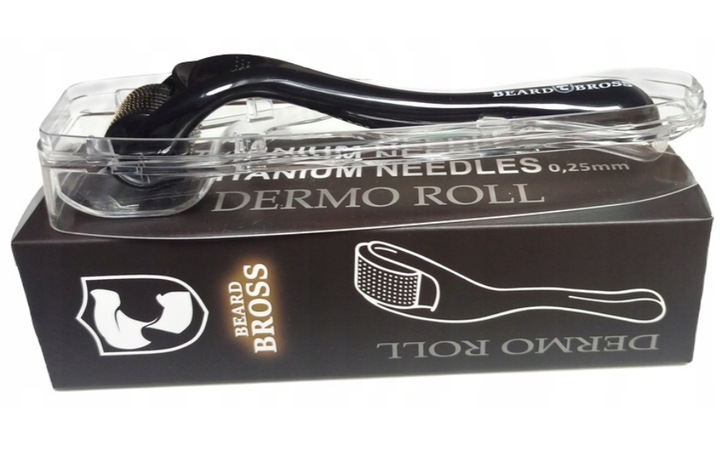 BEARD BROSS
TITANIUM NEEDLES 0,25mm
DERMO ROLL
BEARD
BROSS
DERMO ROLL